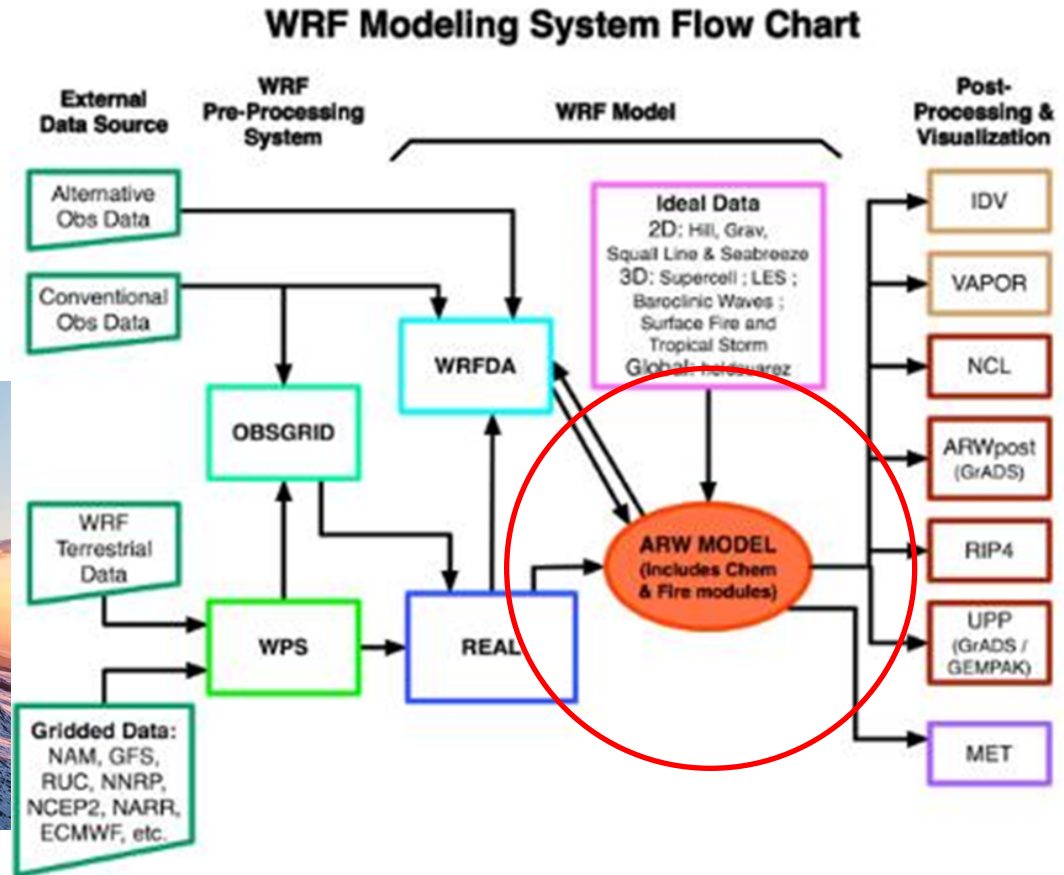 WRF Modeling System Flow Chart
External
Data Source
WRF
Pre-Processing
System
WRF Model
Post-
Processing &
Visualization
Alternative
Obs Data
Conventional
Obs Data
WRF
Terrestrial
Data
Gridded Data:
NAM, GFS,
RUC, NNRP,
NCEP2, NARR,
ECMWF, etc.
OBSGRID
WPS
WRFDA
REAL
Ideal Data
2D: Hill, Grav,
Squall Line & Seabreeze
3D: Supercell ; LES ;
Baroclinic Waves ;
Surface Fire and
Tropical Storm
Global: heldsuarez
ARW MODEL
(includes Chem
& Fire modules)
IDV
VAPOR
NCL
ARWpost
(GrADS)
RIP4
UPP
(GrADS /
GEMPAK)
MET